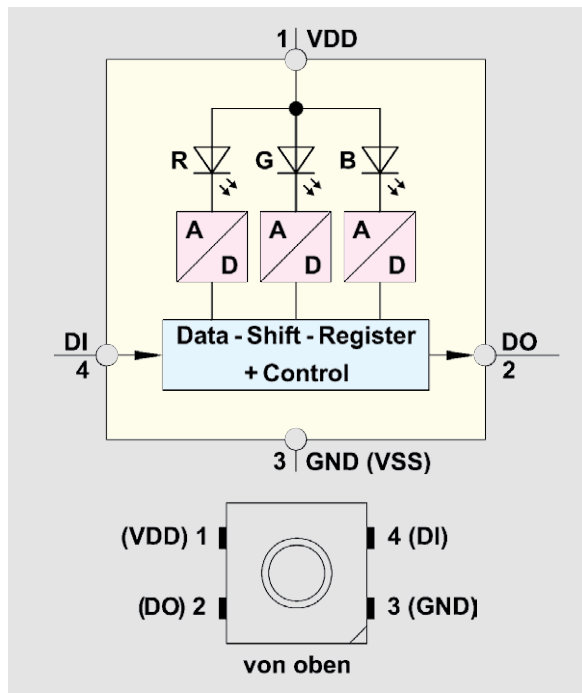 1 VDD
R G B
A A A
D D D
DI DO
Data - Shift - Register
4 2
+ Control
3 GND (VSS)
(VDD) 1 4 (DI)
(DO) 2 3 (GND)
von oben